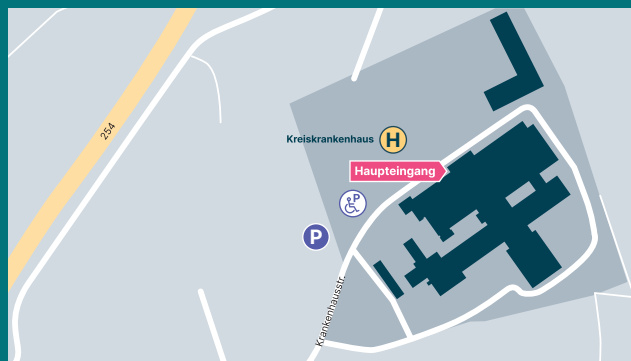 254
Kreiskrankenhaus
H
Haupteingang
P
P
Krankenhausstr.